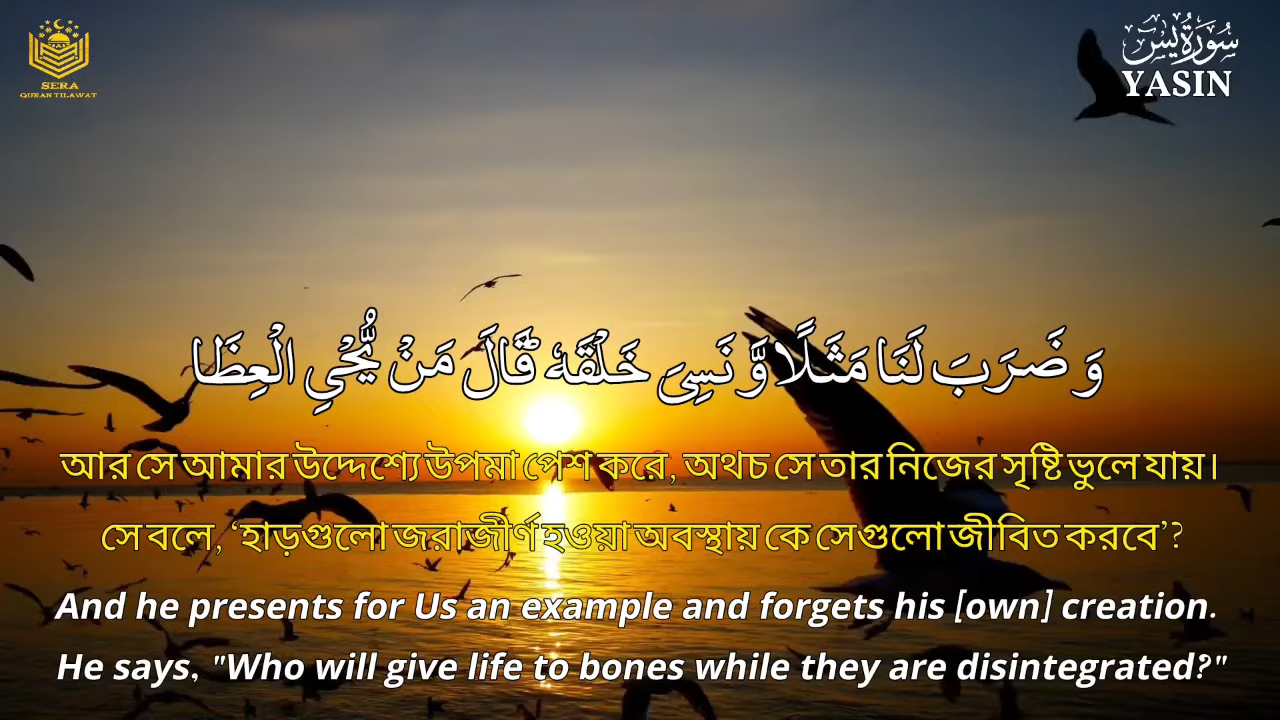 SERA
QURAN TILAWAT
سُوْرَةُ يٰسٓ
YASIN
وَ ضَرَبَ لَنَا مَثَلًا وَّ نَسِیَ خَلْقَهٗ ؕ قَالَ مَنْ یُّحْیِ الْعِظَا
আর সে আমার উদ্দেশ্যে উপমা পেশ করে, অথচ সে তার নিজের সৃষ্টি ভুলে যায়।
সে বলে, ‘হাড়গুলো জরাজীর্ণ হওয়া অবস্থায় কে সেগুলো জীবিত করবে’?
And he presents for Us an example and forgets his [own] creation.
He says, "Who will give life to bones while they are disintegrated?"